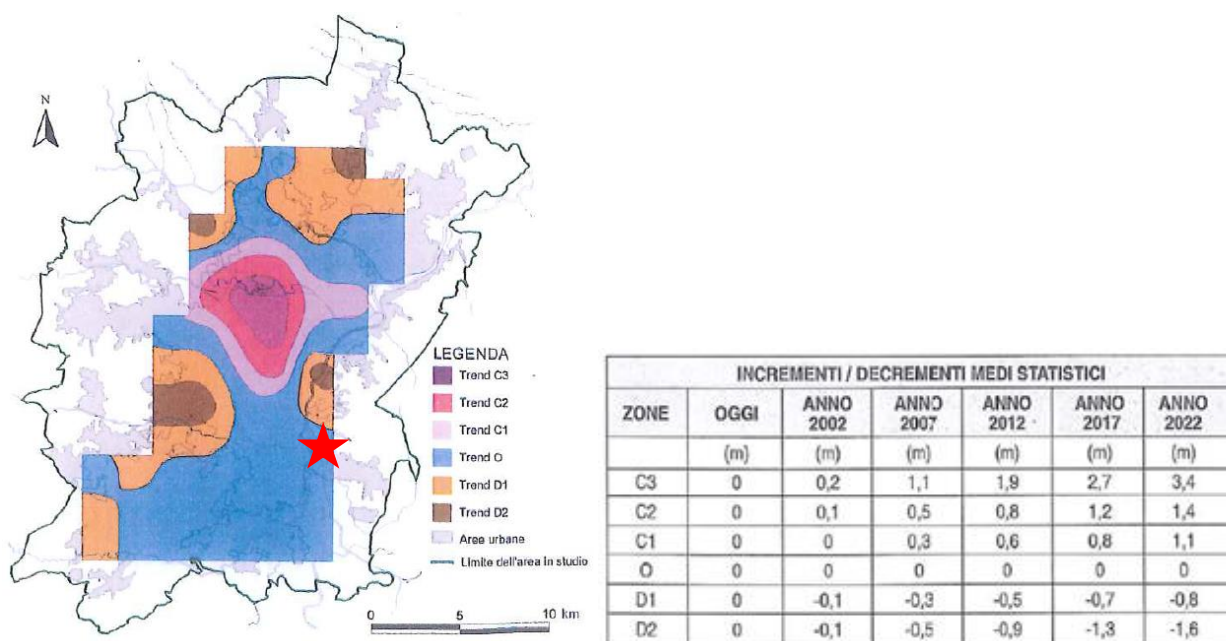 N
LEGENDA
Trend C3
Trend C2
Trend C1
Trend O
Trend D1
Trend D2
Aree urbane
Limite dell'area in studio
0 5 10 km
INCREMENTI / DECREMENTI MEDI STATISTICI
ZONE OGGI ANNO 2002 ANNO 2007 ANNO 2012 ANNO 2017 ANNO 2022
(m) (m) (m) (m) (m) (m)
C3 0 0,2 1,1 1,9 2,7 3,4
C2 0 0,1 0,5 0,8 1,2 1,4
C1 0 0 0,3 0,6 0,8 1,1
O 0 0 0 0 0 0
D1 0 -0,1 -0,3 -0,5 -0,7 -0,8
D2 0 -0,1 -0,5 -0,9 -1,3 -1,6